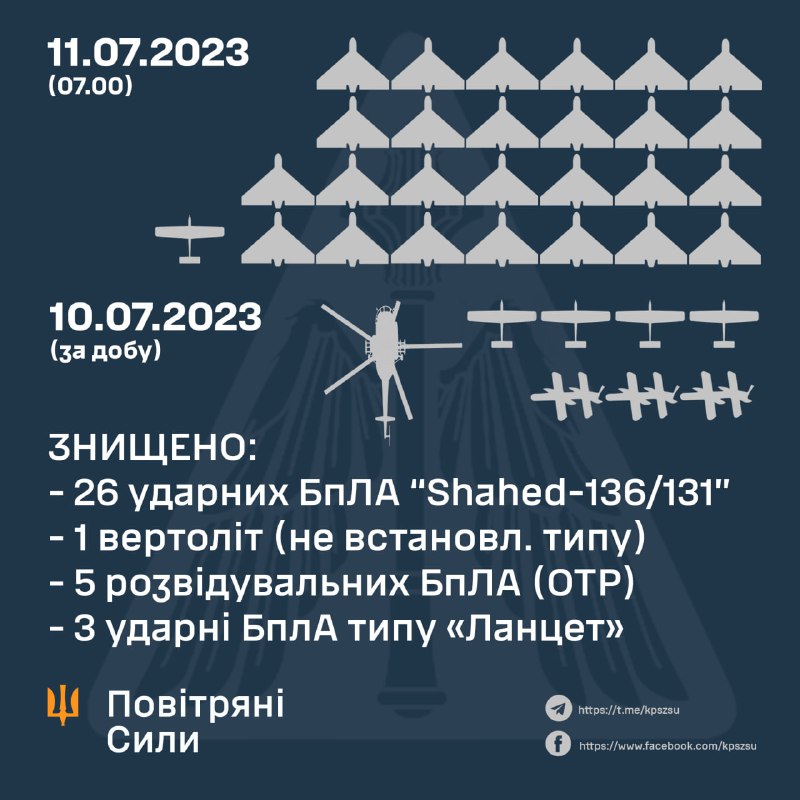 11.07.2023
(07.00)
10.07.2023
(за добу)
ЗНИЩЕНО:
- 26 ударних БпЛА “Shahed-136/131”
- 1 вертоліт (не встановл. типу)
- 5 розвідувальних БпЛА (ОТР)
- 3 ударні БплА типу «Ланцет»
Повітряні
Сили
https://t.me/kpszsu
https://www.facebook.com/kpszsu